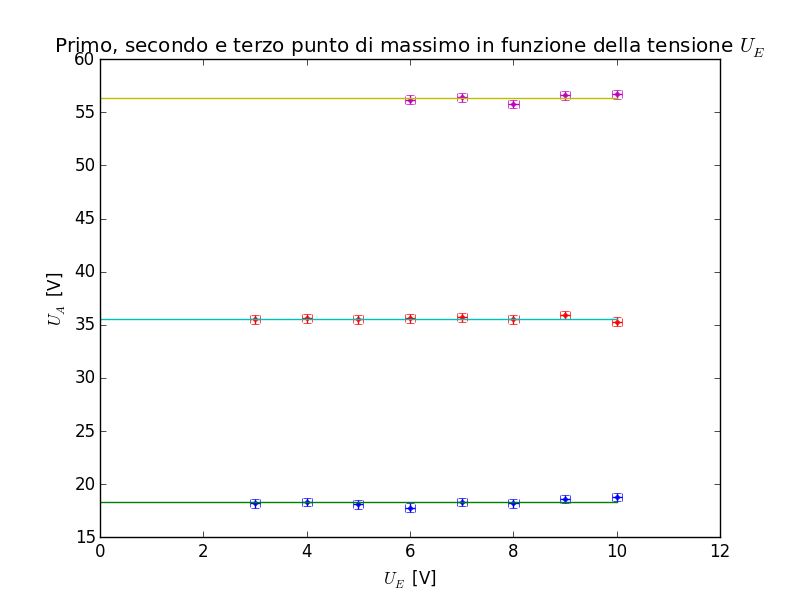 Primo, secondo e terzo punto di massimo in funzione della tensione U_E
60
55
50
45
40
35
30
25
20
15
U_A [V]
0 2 4 6 8 10 12
U_E [V]